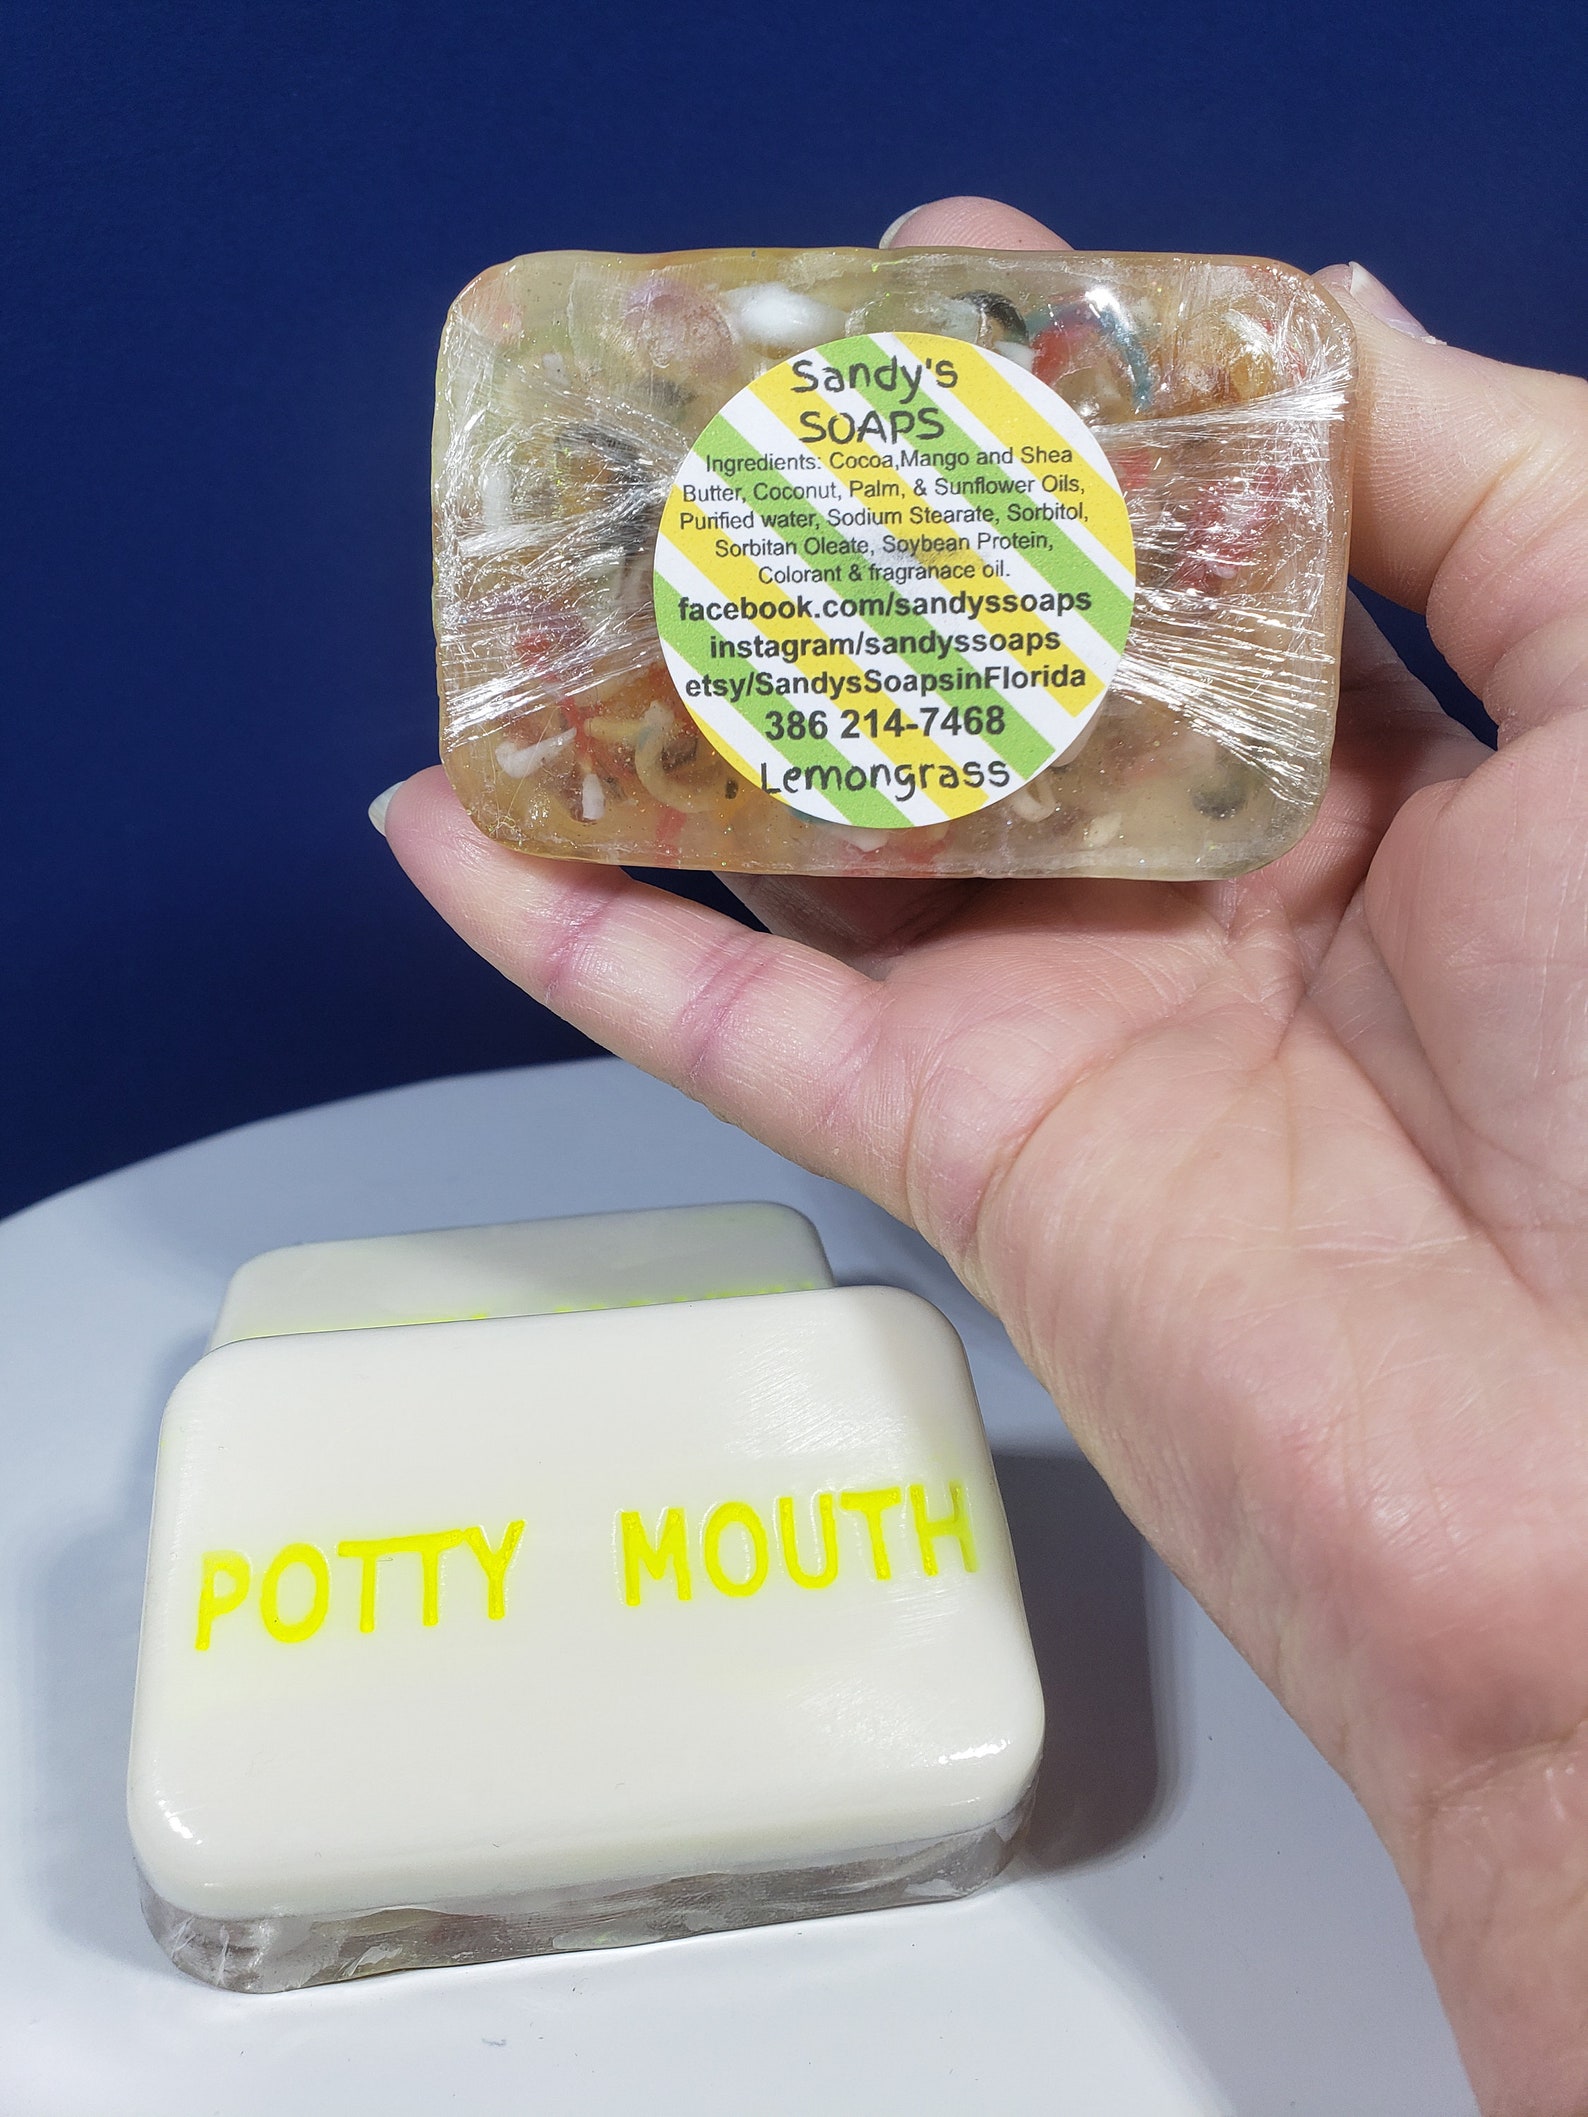 Sandy's
SOAPS
Ingredients: Cocoa,Mango and Shea
Butter, Coconut, Palm, & Sunflower Oils,
Purified water, Sodium Stearate, Sorbitol,
Sorbitan Oleate, Soybean Protein,
Colorant & fragranace oil.
facebook.com/sandyssoaps
instagram/sandyssoaps
etsy/SandysSoapsinFlorida
386 214-7468
Lemongrass
POTTY MOUTH